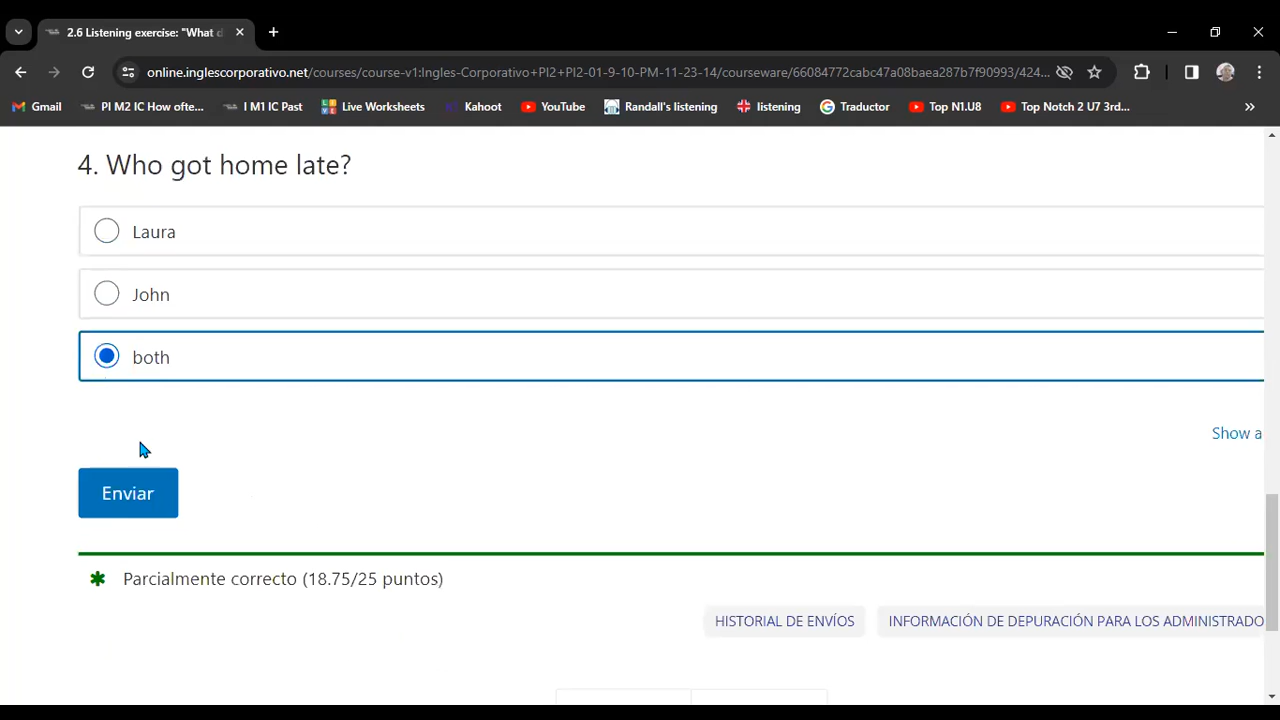 2.6 Listening exercise: "What d
online.inglescorporativo.net/courses/course-v1:Ingles-Corporativo+PI2+PI2-01-9-10-PM-11-23-14/courseware/66084772cabc47a08baea287b7f90993/424...
Gmail PI M2 IC How ofte... I M1 IC Past Live Worksheets Kahoot YouTube Randall's listening listening Traductor Top N1.U8 Top Notch 2 U7 3rd... »
4. Who got home late?
Laura
John
both
Show a
Enviar
Parcialmente correcto (18.75/25 puntos)
HISTORIAL DE ENVÍOS INFORMACIÓN DE DEPURACIÓN PARA LOS ADMINISTRADO